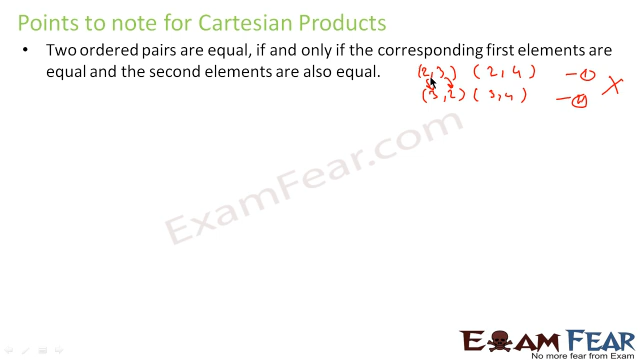 Points to note for Cartesian Products
• Two ordered pairs are equal, if and only if the corresponding first elements are
equal and the second elements are also equal.
(2,3) (2,4) — ①
(3,2) (3,4) — ②
ExamFear.com
EXAM FEAR
No more fear from Exam